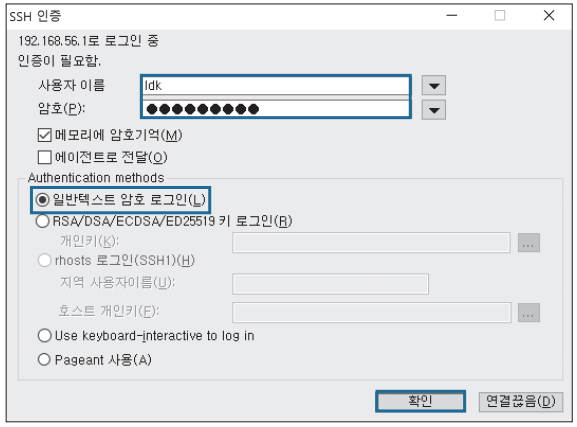 SSH 인증
192.168.56.1로 로그인 중
인증이 필요함.
사용자 이름 ldk
암호(P): ●●●●●●●●●
메모리에 암호기억(M)
에이전트로 전달(O)
Authentication methods
일반텍스트 암호 로그인(L)
RSA/DSA/ECDSA/ED25519 키 로그인(R)
개인키(K): ...
rhosts 로그인(SSH1)(H)
지역 사용자이름(U):
호스트 개인키(F): ...
Use keyboard-interactive to log in
Pageant 사용(A)
확인 연결끊음(D)